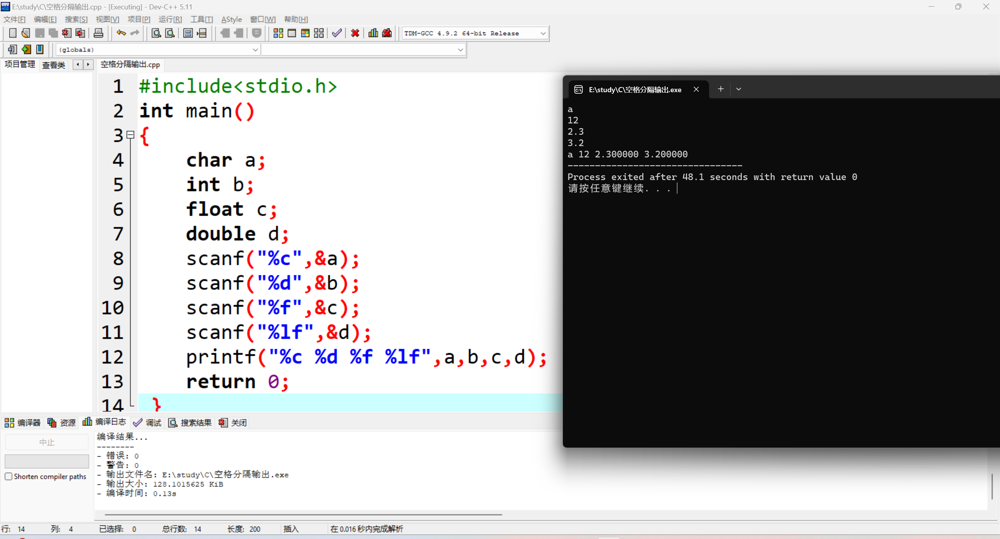 E:\study\C\空格分隔输出.cpp - [Executing] - Dev-C++ 5.11
文件[F] 编辑[E] 搜索[S] 视图[V] 项目[P] 运行[R] 工具[T] AStyle 窗口[W] 帮助[H]
TDM-GCC 4.9.2 64-bit Release
(globals)
项目管理 查看类 空格分隔输出.cpp
1 #include<stdio.h>
2 int main()
3 {
4 char a;
5 int b;
6 float c;
7 double d;
8 scanf("%c",&a);
9 scanf("%d",&b);
10 scanf("%f",&c);
11 scanf("%lf",&d);
12 printf("%c %d %f %lf",a,b,c,d);
13 return 0;
14 }
E:\study\C\空格分隔输出.exe
a
12
2.3
3.2
a 12 2.300000 3.200000
--------------------------------
Process exited after 48.1 seconds with return value 0
请按任意键继续. . .
编译器 资源 编译日志 调试 搜索结果 关闭
中止
Shorten compiler paths
编译结果...
--------
- 错误: 0
- 警告: 0
- 输出文件名: E:\study\C\空格分隔输出.exe
- 输出大小: 128.1015625 KiB
- 编译时间: 0.13s
行: 14 列: 4 已选择: 0 总行数: 14 长度: 200 插入 在 0.016 秒内完成解析